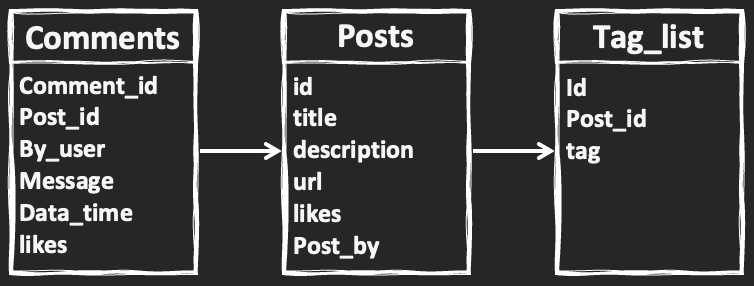 Comments
Comment_id
Post_id
By_user
Message
Data_time
likes
Posts
id
title
description
url
likes
Post_by
Tag_list
Id
Post_id
tag